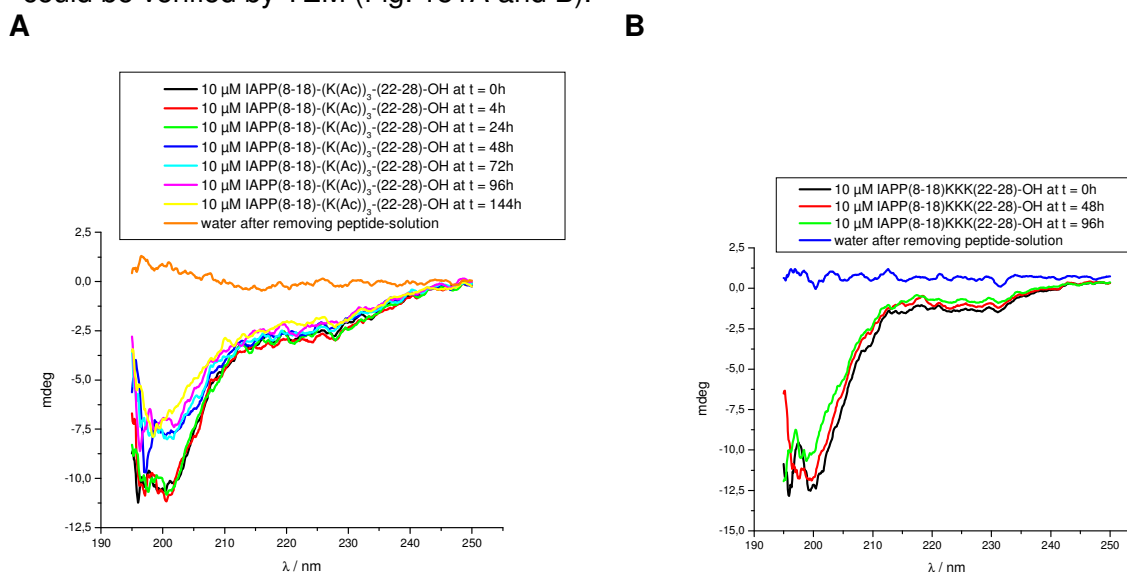 could be verified by TEM (Fig. 131A and B).
A
B
10 µM IAPP(8-18)-(K(Ac))3-(22-28)-OH at t = 0h
10 µM IAPP(8-18)-(K(Ac))3-(22-28)-OH at t = 4h
10 µM IAPP(8-18)-(K(Ac))3-(22-28)-OH at t = 24h
10 µM IAPP(8-18)-(K(Ac))3-(22-28)-OH at t = 48h
10 µM IAPP(8-18)-(K(Ac))3-(22-28)-OH at t = 72h
10 µM IAPP(8-18)-(K(Ac))3-(22-28)-OH at t = 96h
10 µM IAPP(8-18)-(K(Ac))3-(22-28)-OH at t = 144h
water after removing peptide-solution
2,5
0,0
-2,5
-5,0
-7,5
-10,0
-12,5
mdeg
190 200 210 220 230 240 250
λ / nm
10 µM IAPP(8-18)KKK(22-28)-OH at t = 0h
10 µM IAPP(8-18)KKK(22-28)-OH at t = 48h
10 µM IAPP(8-18)KKK(22-28)-OH at t = 96h
water after removing peptide-solution
2,5
0,0
-2,5
-5,0
-7,5
-10,0
-12,5
-15,0
mdeg
190 200 210 220 230 240 250
λ / nm